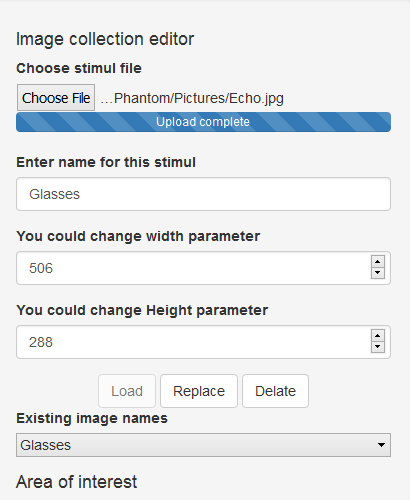 Image collection editor
Choose stimul file
Choose File ...Phantom/Pictures/Echo.jpg
Upload complete
Enter name for this stimul
Glasses
You could change width parameter
506
You could change Height parameter
288
Load Replace Delate
Existing image names
Glasses
Area of interest